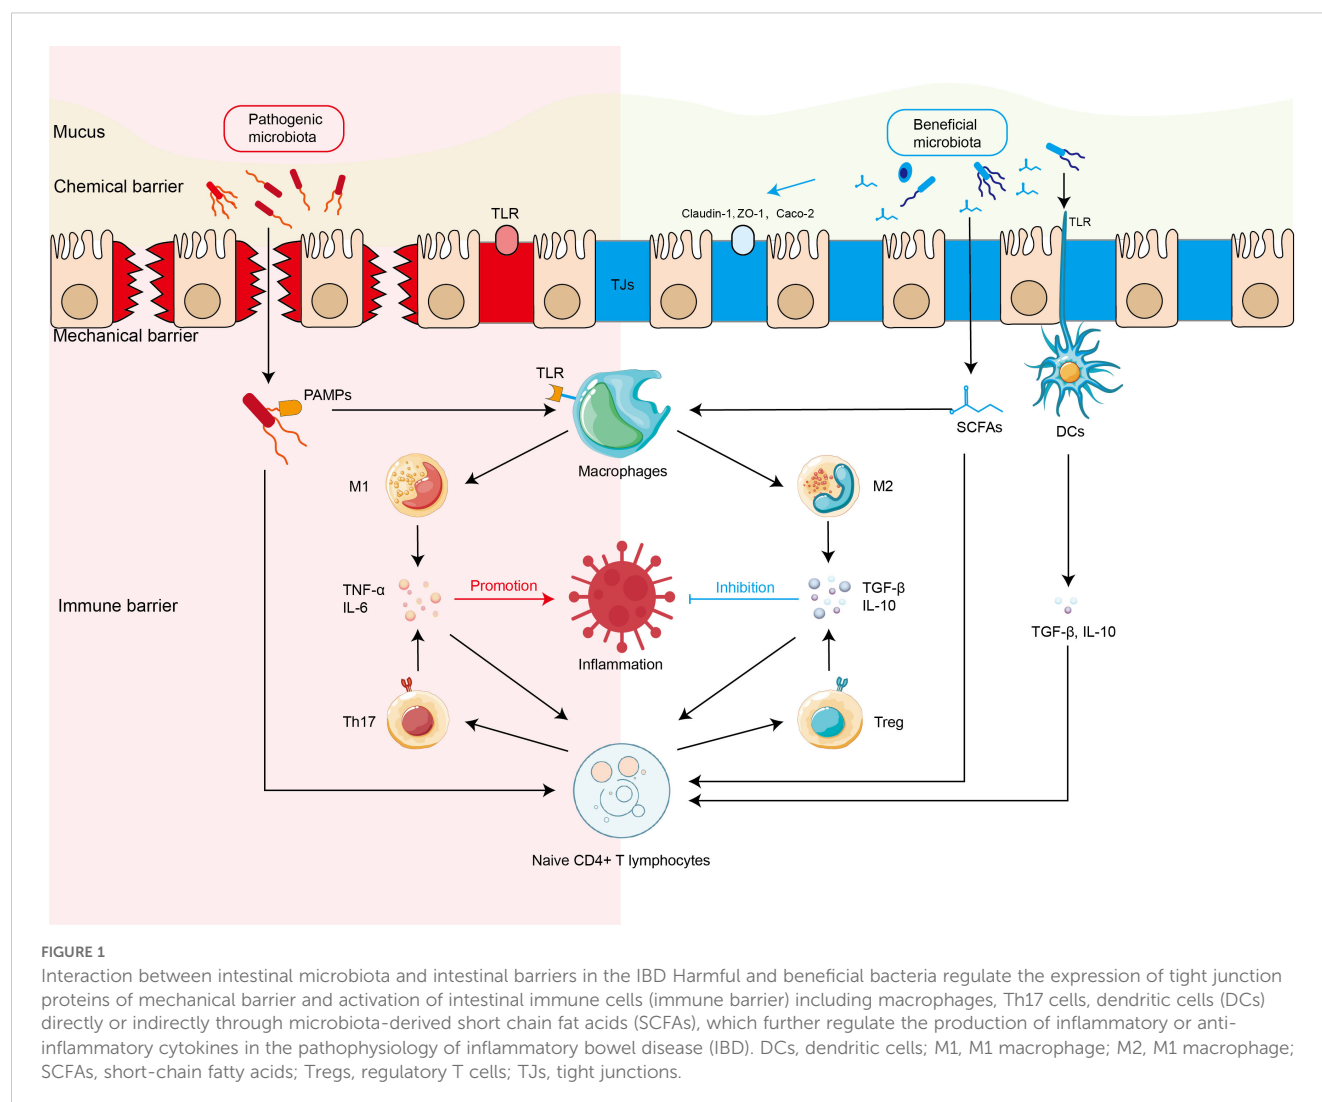 Mucus
Pathogenic
microbiota
Beneficial
microbiota
Chemical barrier
TLR
Claudin-1, ZO-1, Caco-2
TLR
TJs
Mechanical barrier
PAMPs
TLR
Macrophages
SCFAs
DCs
M1
M2
TNF-α
IL-6
Promotion
Inhibition
TGF-β
IL-10
Immune barrier
Inflammation
TGF-β, IL-10
Th17
Treg
Naive CD4+ T lymphocytes
FIGURE 1
Interaction between intestinal microbiota and intestinal barriers in the IBD Harmful and beneficial bacteria regulate the expression of tight junction
proteins of mechanical barrier and activation of intestinal immune cells (immune barrier) including macrophages, Th17 cells, dendritic cells (DCs)
directly or indirectly through microbiota-derived short chain fat acids (SCFAs), which further regulate the production of inflammatory or anti-
inflammatory cytokines in the pathophysiology of inflammatory bowel disease (IBD). DCs, dendritic cells; M1, M1 macrophage; M2, M1 macrophage;
SCFAs, short-chain fatty acids; Tregs, regulatory T cells; TJs, tight junctions.